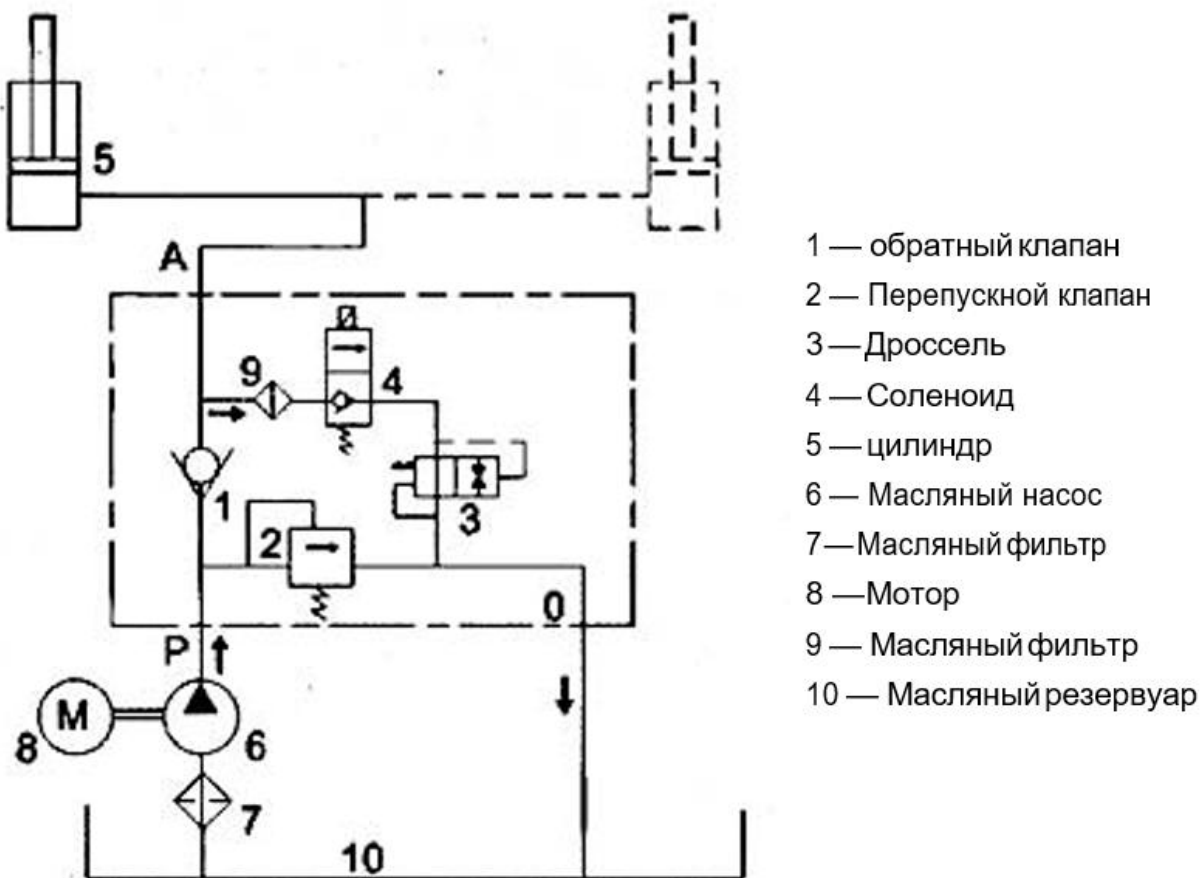 5
A
9
4
1
2
3
0
P
M
8
6
7
10
1 — обратный клапан
2 — Перепускной клапан
3 — Дроссель
4 — Соленоид
5 — цилиндр
6 — Масляный насос
7 — Масляный фильтр
8 — Мотор
9 — Масляный фильтр
10 — Масляный резервуар